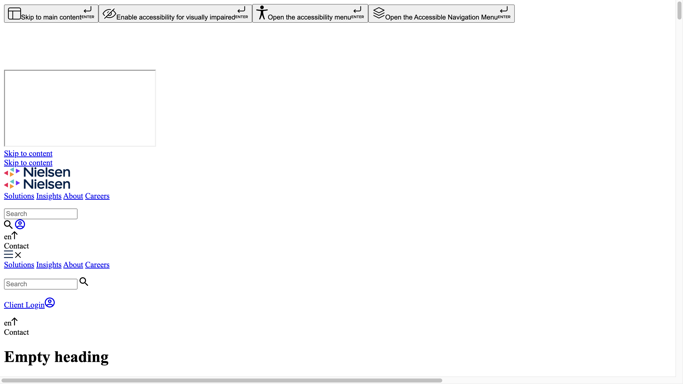 Skip to main content ENTER Enable accessibility for visually impaired ENTER Open the accessibility menu ENTER Open the Accessible Navigation Menu ENTER
Skip to content
Skip to content
Nielsen
Nielsen
Solutions Insights About Careers
Search
en
Contact
Solutions Insights About Careers
Search
Client Login
en
Contact
Empty heading